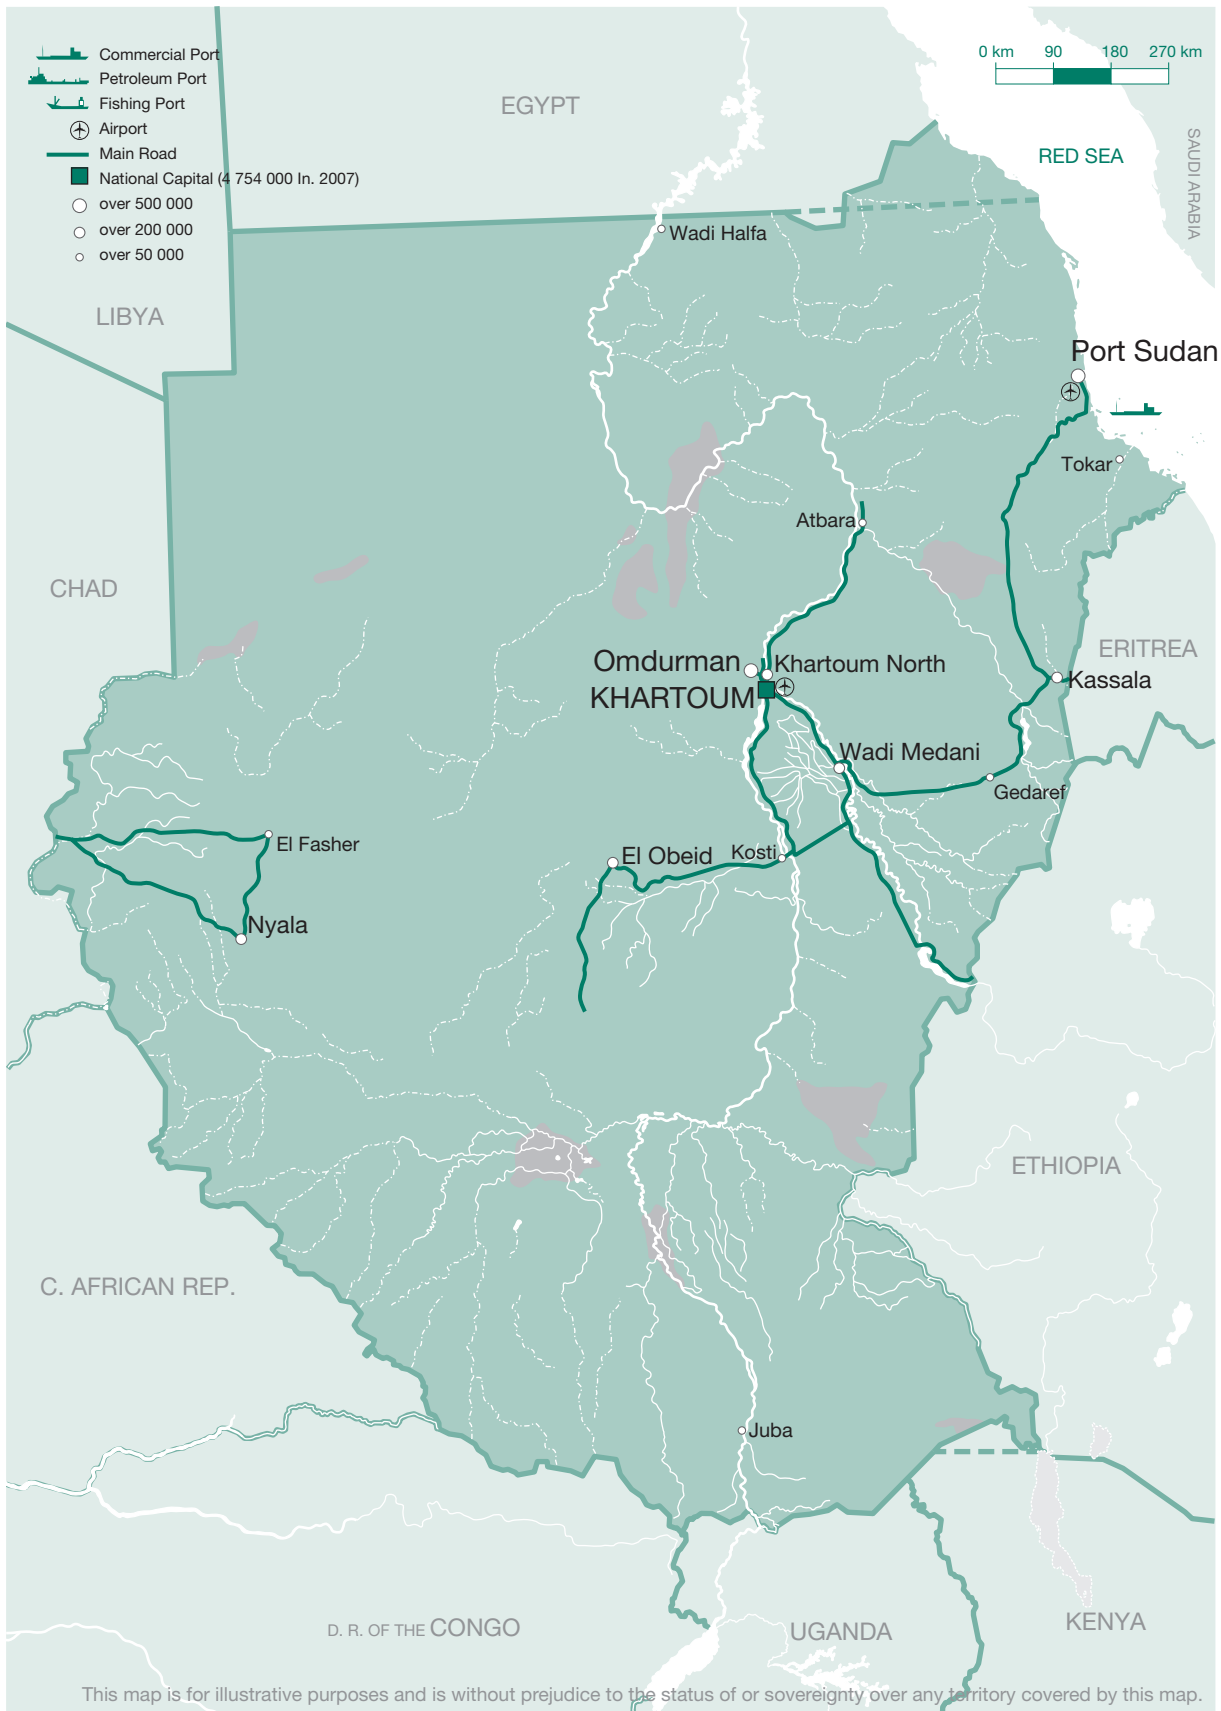 Commercial Port
Petroleum Port
Fishing Port
Airport
Main Road
National Capital (4 754 000 In. 2007)
over 500 000
over 200 000
over 50 000
0 km 90 180 270 km
EGYPT
RED SEA
SAUDI ARABIA
Wadi Halfa
LIBYA
Port Sudan
Tokar
Atbara
CHAD
ERITREA
Omdurman
Khartoum North
KHARTOUM
Kassala
Wadi Medani
Gedaref
El Fasher
El Obeid
Kosti
Nyala
ETHIOPIA
C. AFRICAN REP.
Juba
D. R. OF THE CONGO
UGANDA
KENYA
This map is for illustrative purposes and is without prejudice to the status of or sovereignty over any territory covered by this map.